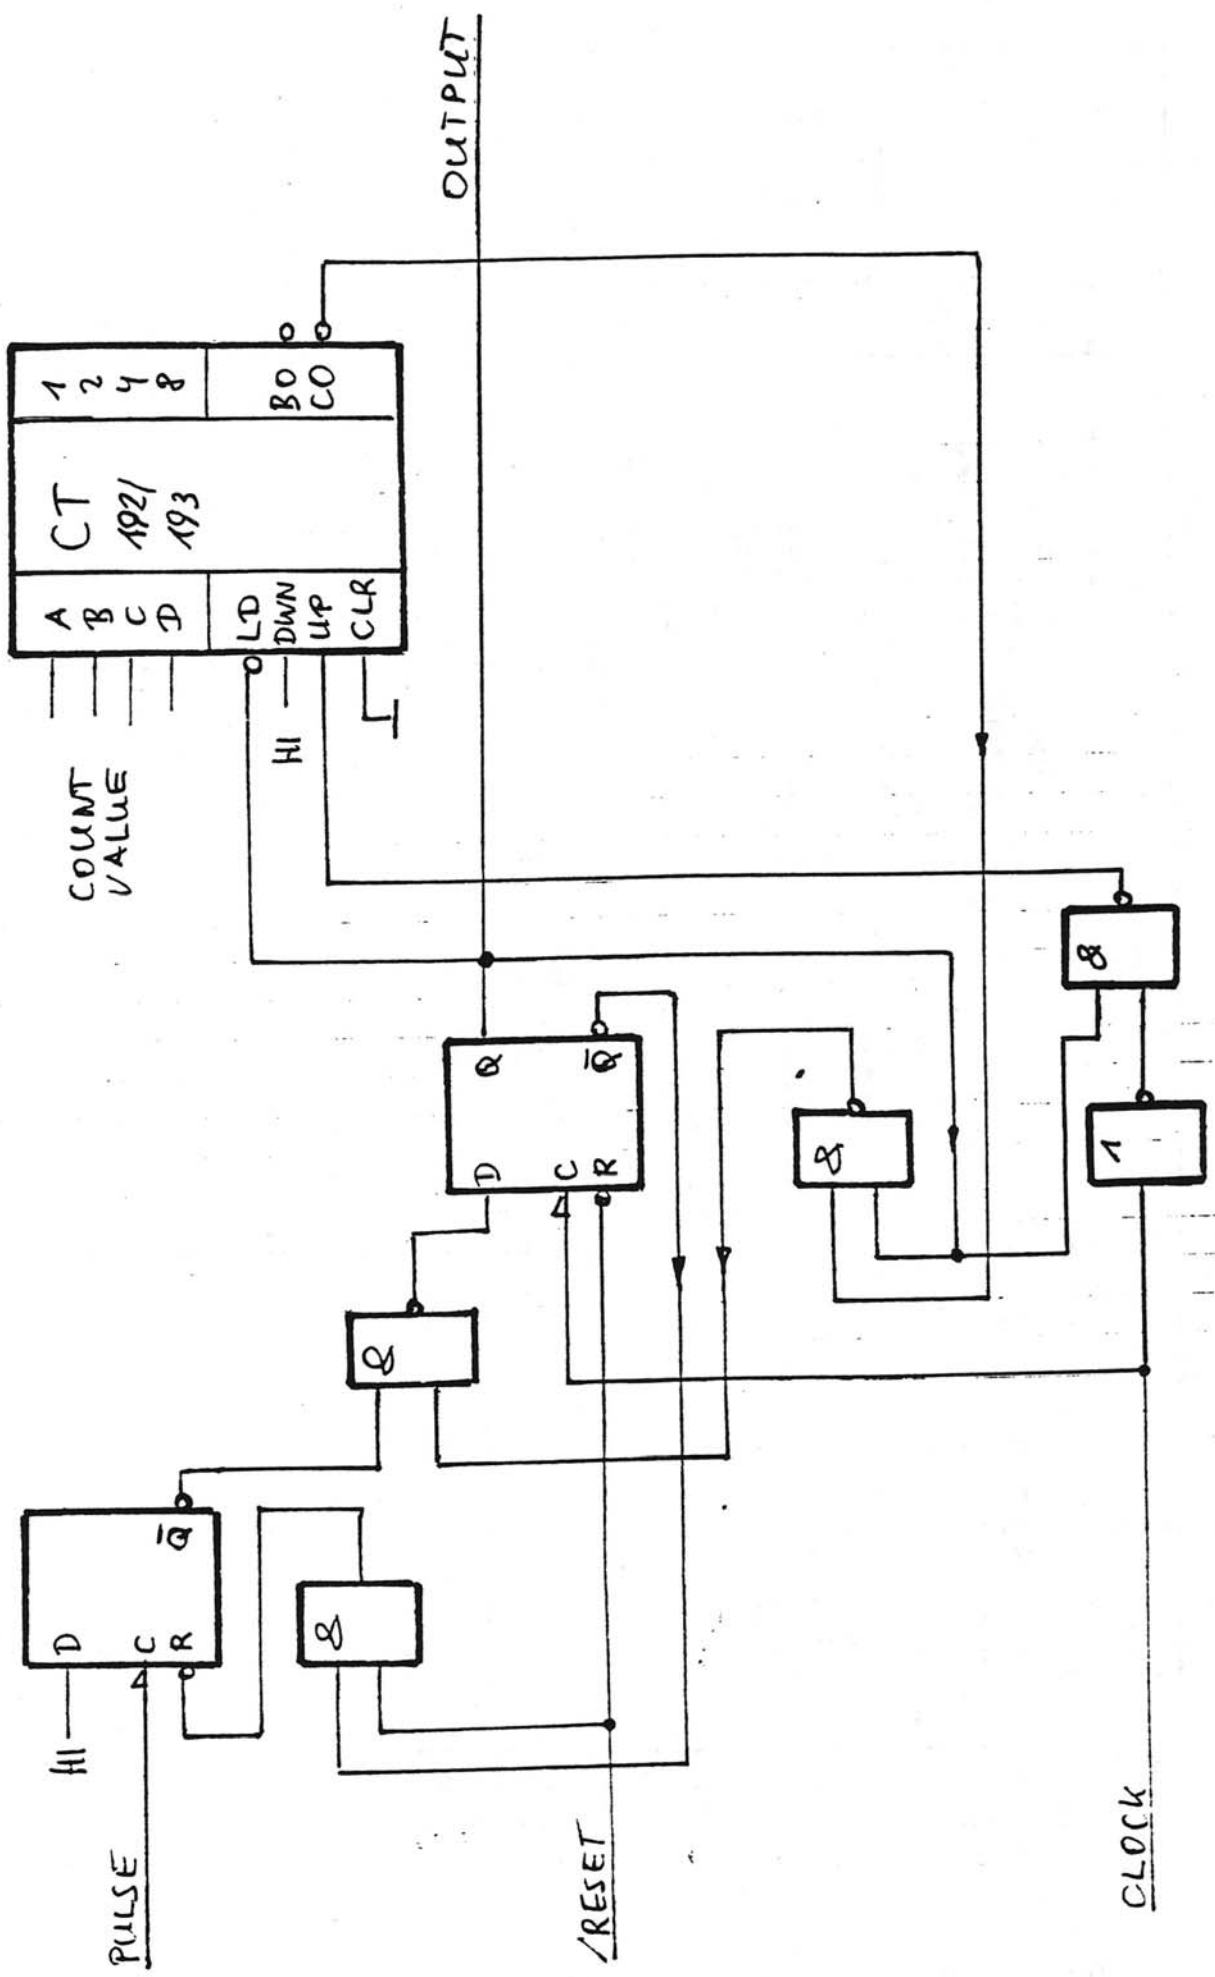 PULSE
/RESET
CLOCK
HI
D
C
R
Q̅
&
&
D
C
R
Q
Q̅
&
1
&
COUNT
VALUE
HI
A
B
C
D
LD
DWN
UP
CLR
CT
192/
193
1
2
4
8
BO
CO
OUTPUT